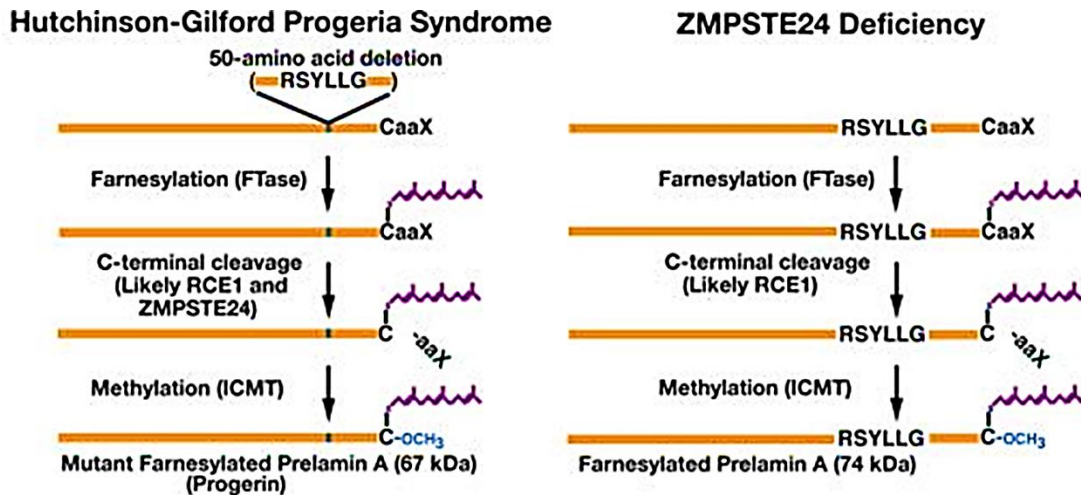 Hutchinson-Gilford Progeria Syndrome
50-amino acid deletion
(RSYLLG)
CaaX
Farnesylation (FTase)
CaaX
C-terminal cleavage
(Likely RCE1 and
ZMPSTE24)
C
-aaX
Methylation (ICMT)
C-OCH3
Mutant Farnesylated Prelamin A (67 kDa)
(Progerin)
ZMPSTE24 Deficiency
RSYLLG CaaX
Farnesylation (FTase)
RSYLLG CaaX
C-terminal cleavage
(Likely RCE1)
RSYLLG C
-aaX
Methylation (ICMT)
RSYLLG C-OCH3
Farnesylated Prelamin A (74 kDa)